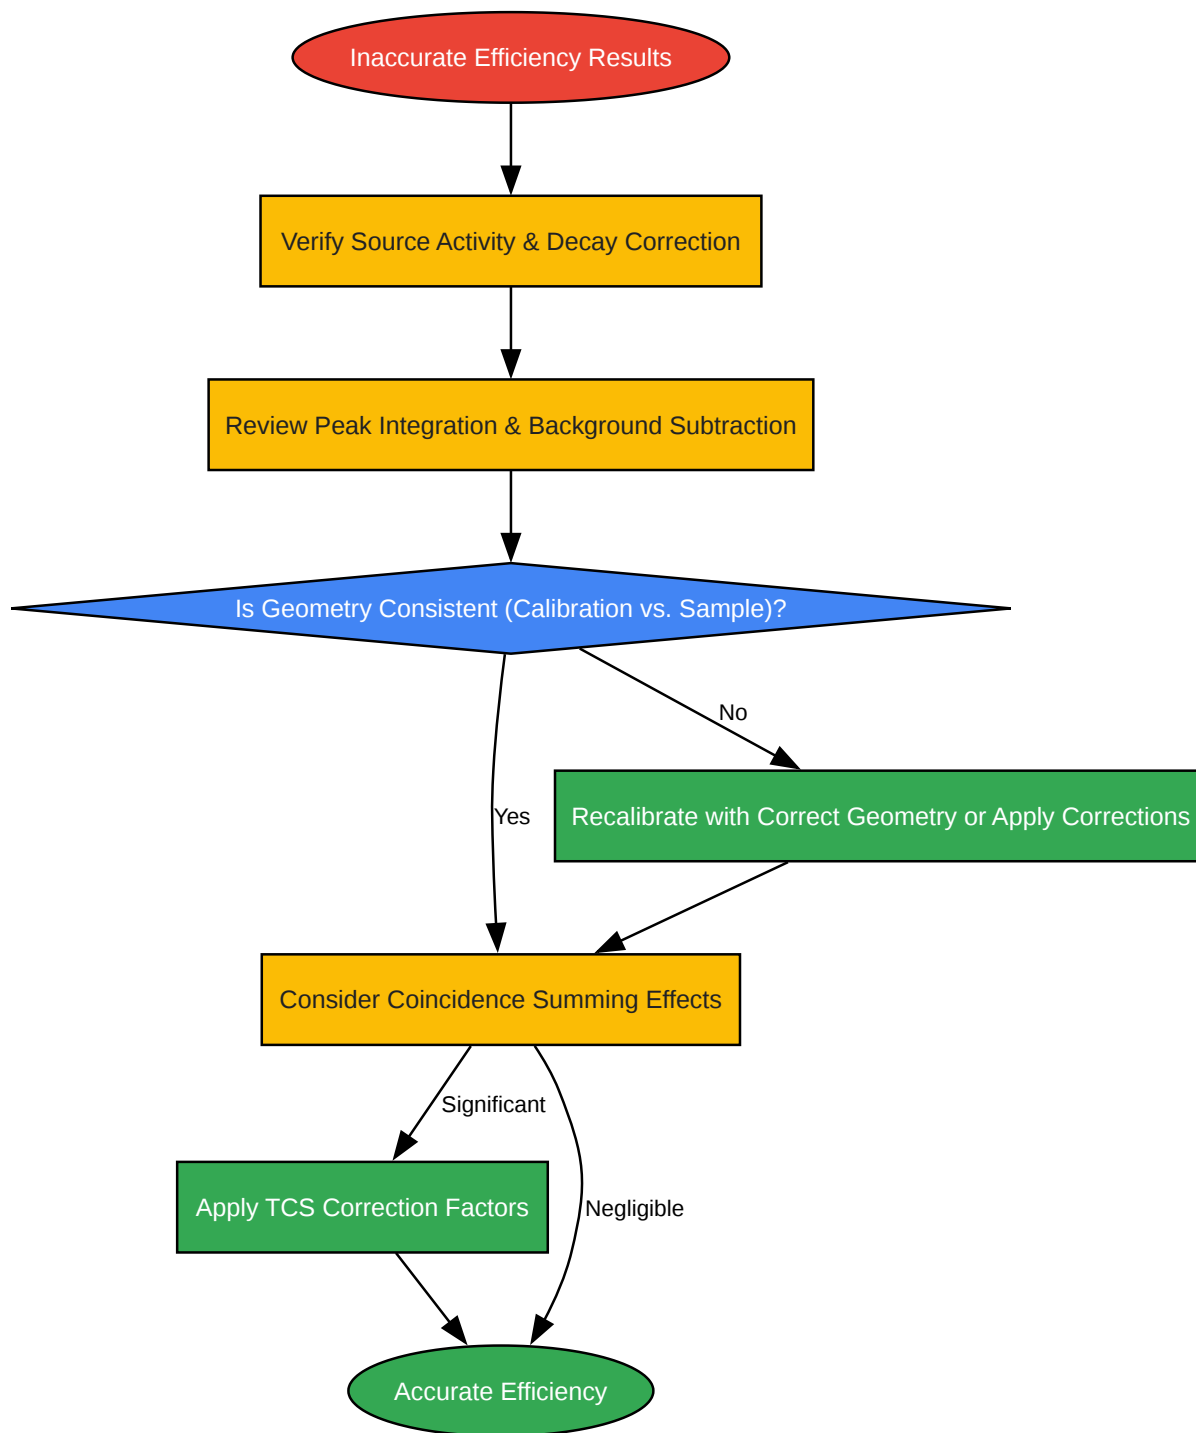 Inaccurate Efficiency Results
Verify Source Activity & Decay Correction
Review Peak Integration & Background Subtraction
Is Geometry Consistent (Calibration vs. Sample)?
No
Recalibrate with Correct Geometry or Apply Corrections
Yes
Consider Coincidence Summing Effects
Significant
Apply TCS Correction Factors
Negligible
Accurate Efficiency